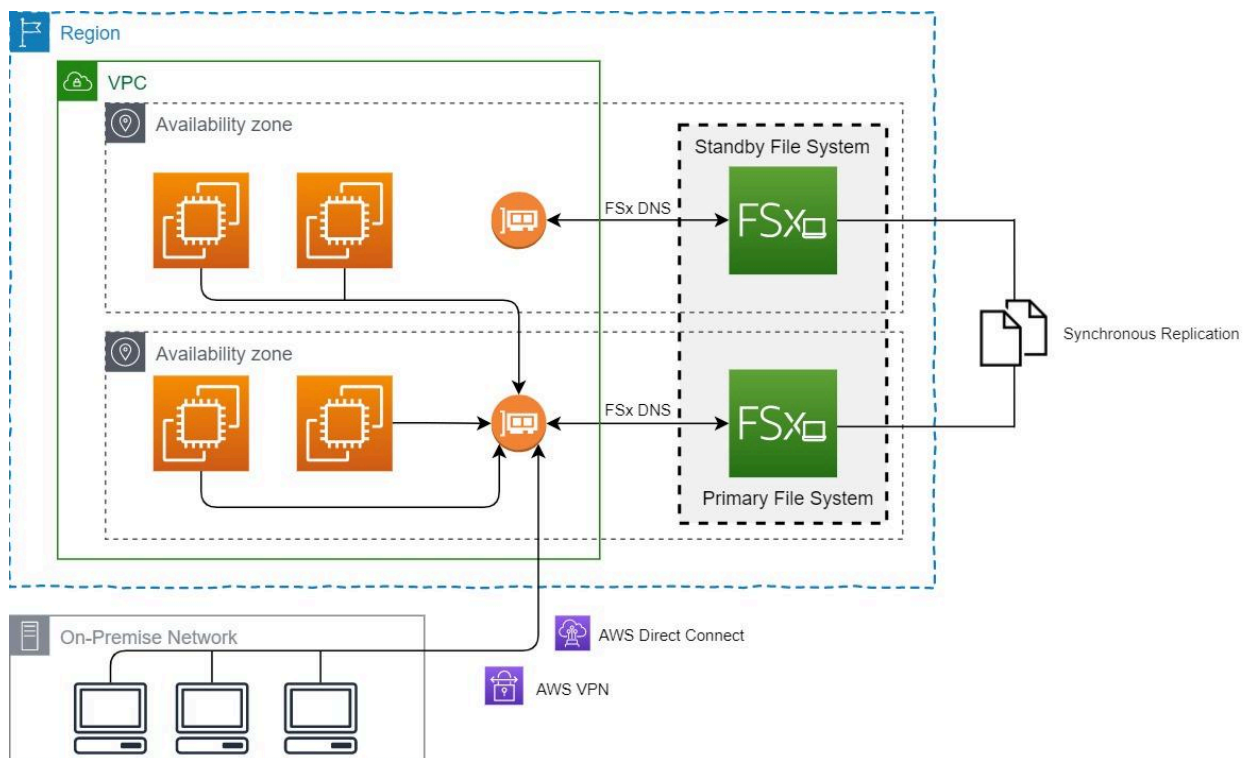 Region
VPC
Availability zone
Standby File System
FSx DNS
FSx
Synchronous Replication
Availability zone
FSx DNS
FSx
Primary File System
On-Premise Network
AWS Direct Connect
AWS VPN